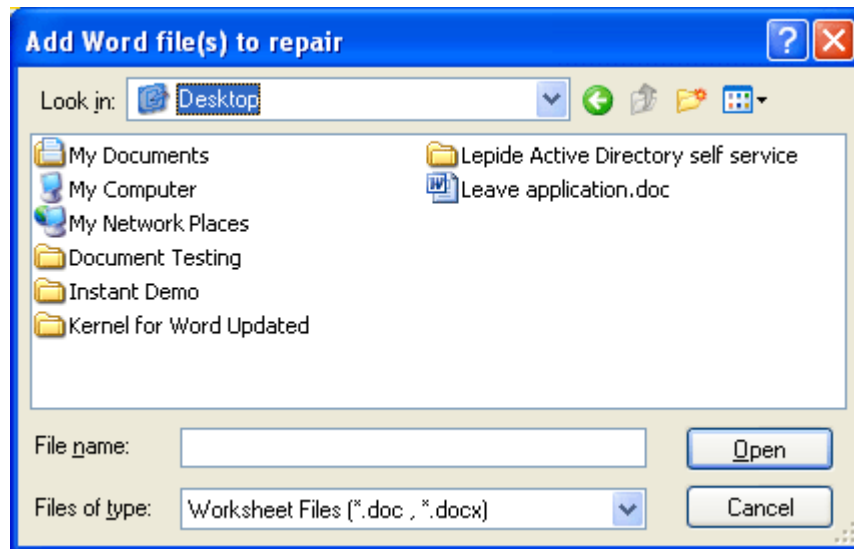 Add Word file(s) to repair
Look in: Desktop
My Documents
My Computer
My Network Places
Document Testing
Instant Demo
Kernel for Word Updated
Lepide Active Directory self service
Leave application.doc
File name:
Open
Files of type: Worksheet Files (*.doc , *.docx)
Cancel